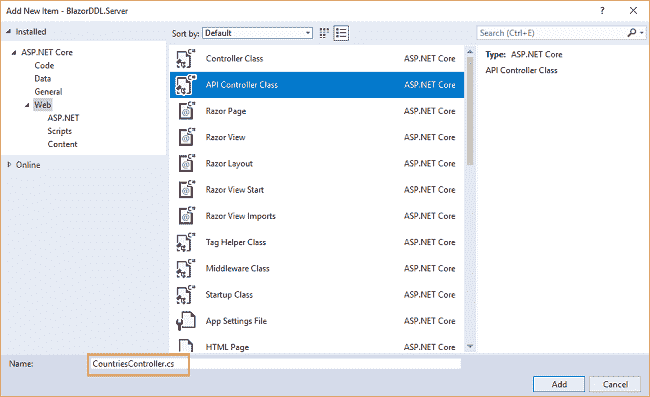 Add New Item - BlazorDDL.Server
Installed
Sort by: Default
Search (Ctrl+E)
ASP.NET Core
Code
Data
General
Web
ASP.NET
Scripts
Content
Online
Controller Class ASP.NET Core
API Controller Class ASP.NET Core
Razor Page ASP.NET Core
Razor View ASP.NET Core
Razor Layout ASP.NET Core
Razor View Start ASP.NET Core
Razor View Imports ASP.NET Core
Tag Helper Class ASP.NET Core
Middleware Class ASP.NET Core
Startup Class ASP.NET Core
App Settings File ASP.NET Core
HTML Page ASP.NET Core
Type: ASP.NET Core
API Controller Class
Name: CountriesController.cs
Add Cancel